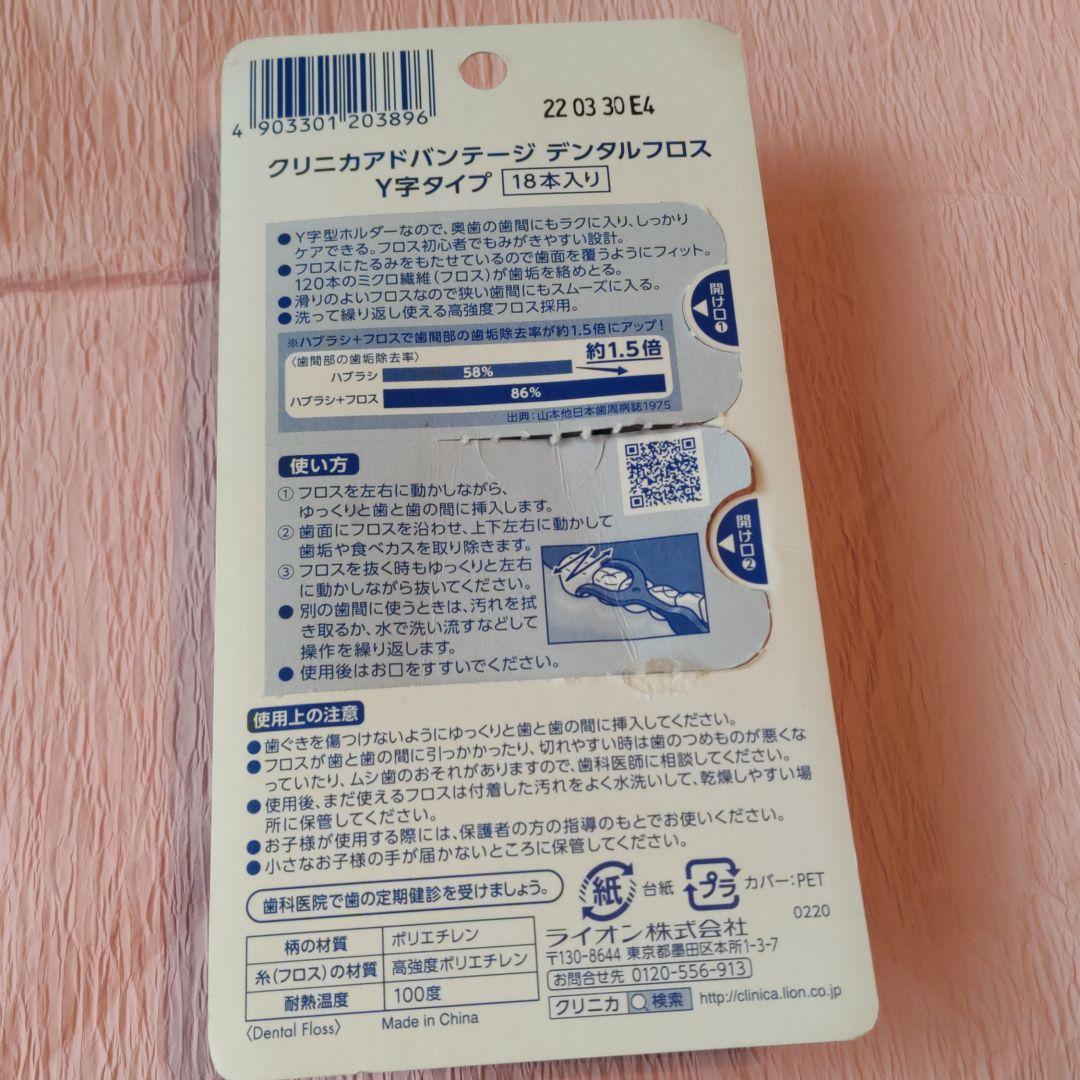 4 903301 203896
22 03 30 E4
クリニカアドバンテージ デンタルフロス
Y字タイプ 18本入り
● Y字型ホルダーなので、奥歯の歯間にもラクに入り、しっかり
ケアできる。フロス初心者でもみがきやすい設計。
● フロスにたるみをもたせているので歯面を覆うようにフィット。
120本のミクロ繊維(フロス)が歯垢を絡めとる。
● 滑りのよいフロスなので狭い歯間にもスムーズに入る。
● 洗って繰り返し使える高強度フロス採用。
開け口1
※ハブラシ+フロスで歯間部の歯垢除去率が約1.5倍にアップ!
〈歯間部の歯垢除去率〉
約1.5倍
ハブラシ 58%
ハブラシ+フロス 86%
出典:山本他日本歯周病誌1975
使い方
① フロスを左右に動かしながら、
ゆっくりと歯と歯の間に挿入します。
② 歯面にフロスを沿わせ、上下左右に動かして
歯垢や食べカスを取り除きます。
③ フロスを抜く時もゆっくりと左右
に動かしながら抜いてください。
● 別の歯間に使うときは、汚れを拭
き取るか、水で洗い流すなどして
操作を繰り返します。
● 使用後はお口をすすいでください。
開け口2
使用上の注意
● 歯ぐきを傷つけないようにゆっくりと歯と歯の間に挿入してください。
● フロスが歯と歯の間に引っかかったり、切れやすい時は歯のつめものが悪くな
っていたり、ムシ歯のおそれがありますので、歯科医師に相談してください。
● 使用後、まだ使えるフロスは付着した汚れをよく水洗いして、乾燥しやすい場
所に保管してください。
● お子様が使用する際には、保護者の方の指導のもとでお使いください。
● 小さなお子様の手が届かないところに保管してください。
歯科医院で歯の定期健診を受けましょう。
紙 台紙 プラ カバー:PET
0220
柄の材質 ポリエチレン
糸(フロス)の材質 高強度ポリエチレン
耐熱温度 100度
〈Dental Floss〉 Made in China
ライオン株式会社
〒130-8644 東京都墨田区本所1-3-7
お問合せ先 0120-556-913
クリニカ 検索 http://clinica.lion.co.jp